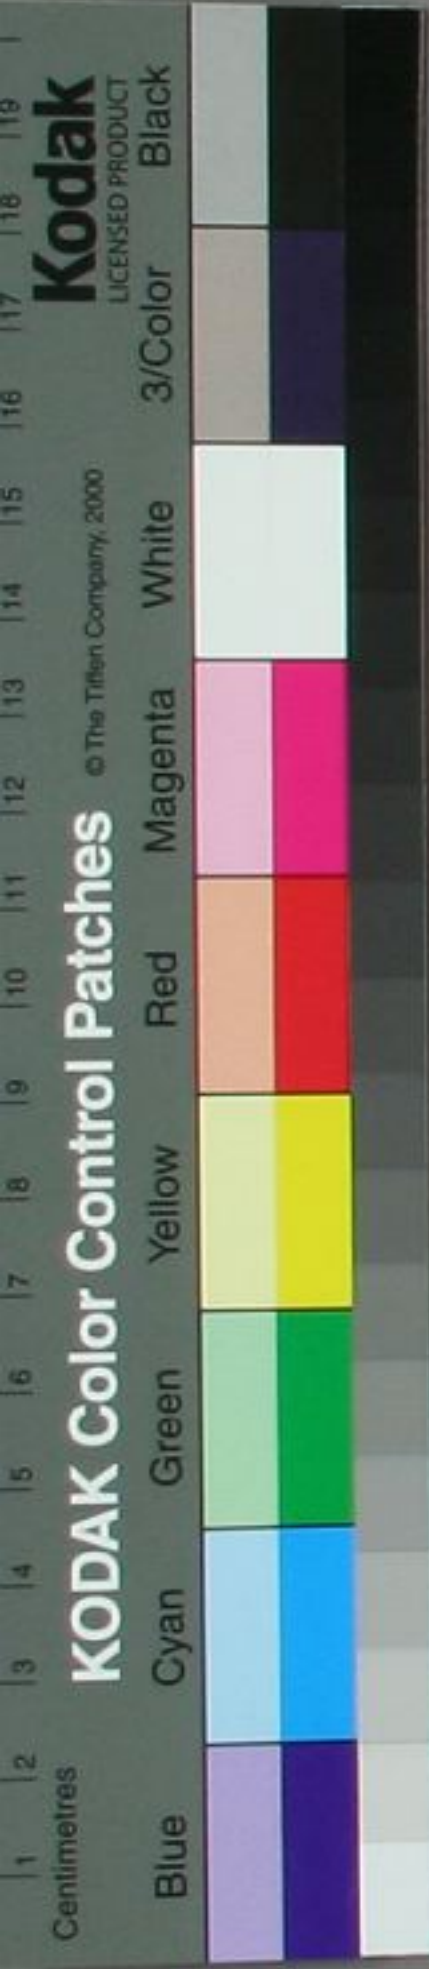 Centimetres
1 2 3 4 5 6 7 8 9 10 11 12 13 14 15 16 17 18 19
KODAK Color Control Patches © The Tiffen Company, 2000
Kodak
LICENSED PRODUCT
Blue Cyan Green Yellow Red Magenta White 3/Color Black